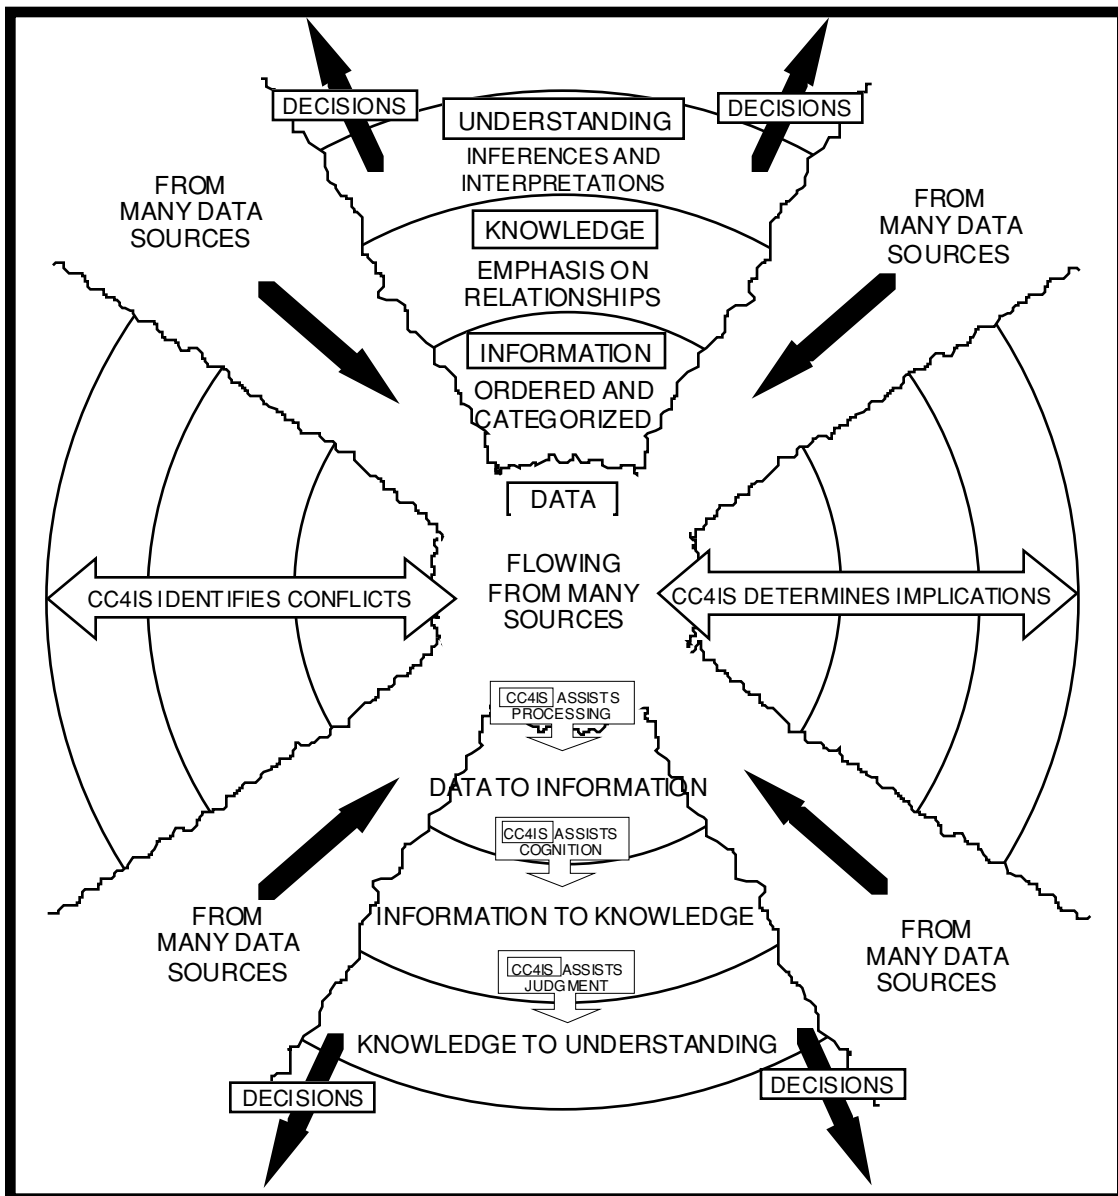 DECISIONS
DECISIONS
UNDERSTANDING
INFERENCES AND
INTERPRETATIONS
FROM
MANY DATA
SOURCES
FROM
MANY DATA
SOURCES
KNOWLEDGE
EMPHASIS ON
RELATIONSHIPS
INFORMATION
ORDERED AND
CATEGORIZED
DATA
FLOWING
FROM MANY
SOURCES
CC4IS IDENTIFIES CONFLICTS
CC4IS DETERMINES IMPLICATIONS
CC4IS ASSISTS
PROCESSING
DATA TO INFORMATION
CC4IS ASSISTS
COGNITION
INFORMATION TO KNOWLEDGE
FROM
MANY DATA
SOURCES
FROM
MANY DATA
SOURCES
CC4IS ASSISTS
JUDGMENT
KNOWLEDGE TO UNDERSTANDING
DECISIONS
DECISIONS